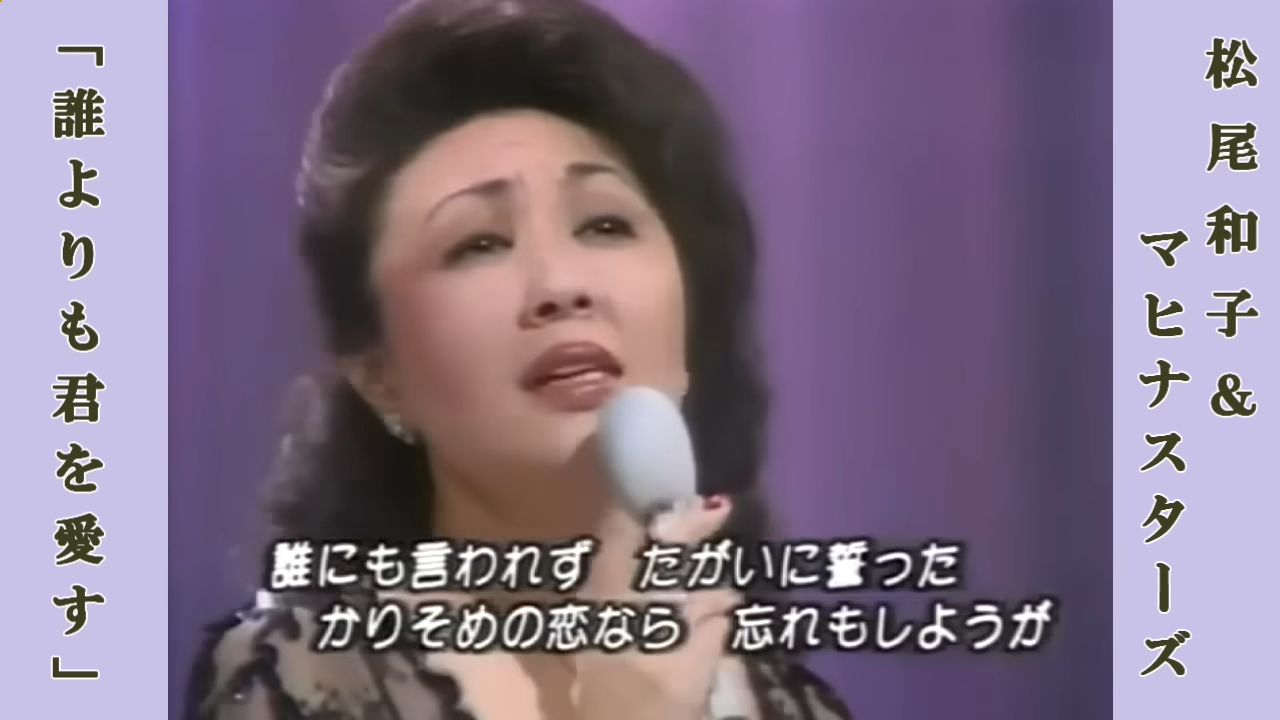 松尾和子&
マヒナスターズ
「誰よりも君を愛す」
誰にも言われず たがいに誓った
かりそめの恋なら 忘れもしようが